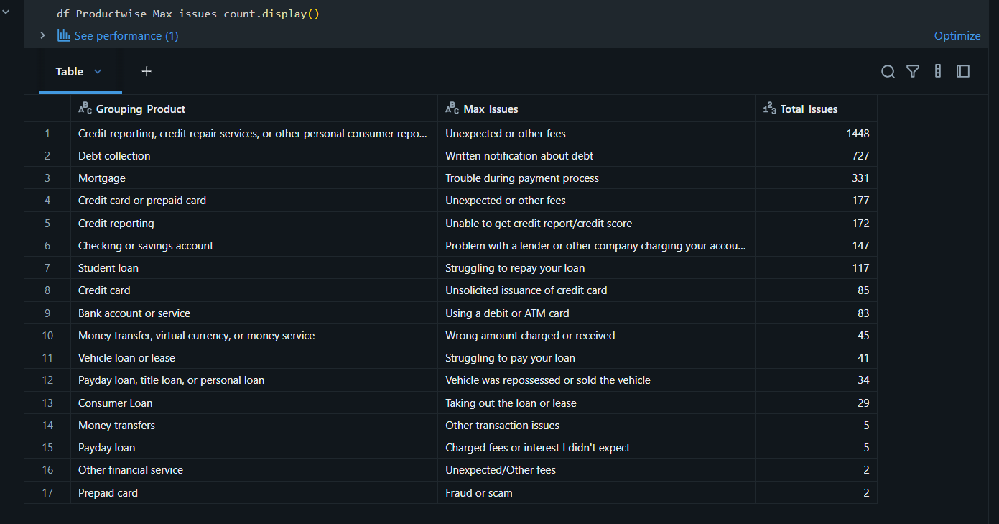 df_Productwise_Max_issues_count.display()
See performance (1) Optimize
Table +
Grouping_Product Max_Issues Total_Issues
1 Credit reporting, credit repair services, or other personal consumer repo... Unexpected or other fees 1448
2 Debt collection Written notification about debt 727
3 Mortgage Trouble during payment process 331
4 Credit card or prepaid card Unexpected or other fees 177
5 Credit reporting Unable to get credit report/credit score 172
6 Checking or savings account Problem with a lender or other company charging your accou... 147
7 Student loan Struggling to repay your loan 117
8 Credit card Unsolicited issuance of credit card 85
9 Bank account or service Using a debit or ATM card 83
10 Money transfer, virtual currency, or money service Wrong amount charged or received 45
11 Vehicle loan or lease Struggling to pay your loan 41
12 Payday loan, title loan, or personal loan Vehicle was repossessed or sold the vehicle 34
13 Consumer Loan Taking out the loan or lease 29
14 Money transfers Other transaction issues 5
15 Payday loan Charged fees or interest I didn't expect 5
16 Other financial service Unexpected/Other fees 2
17 Prepaid card Fraud or scam 2